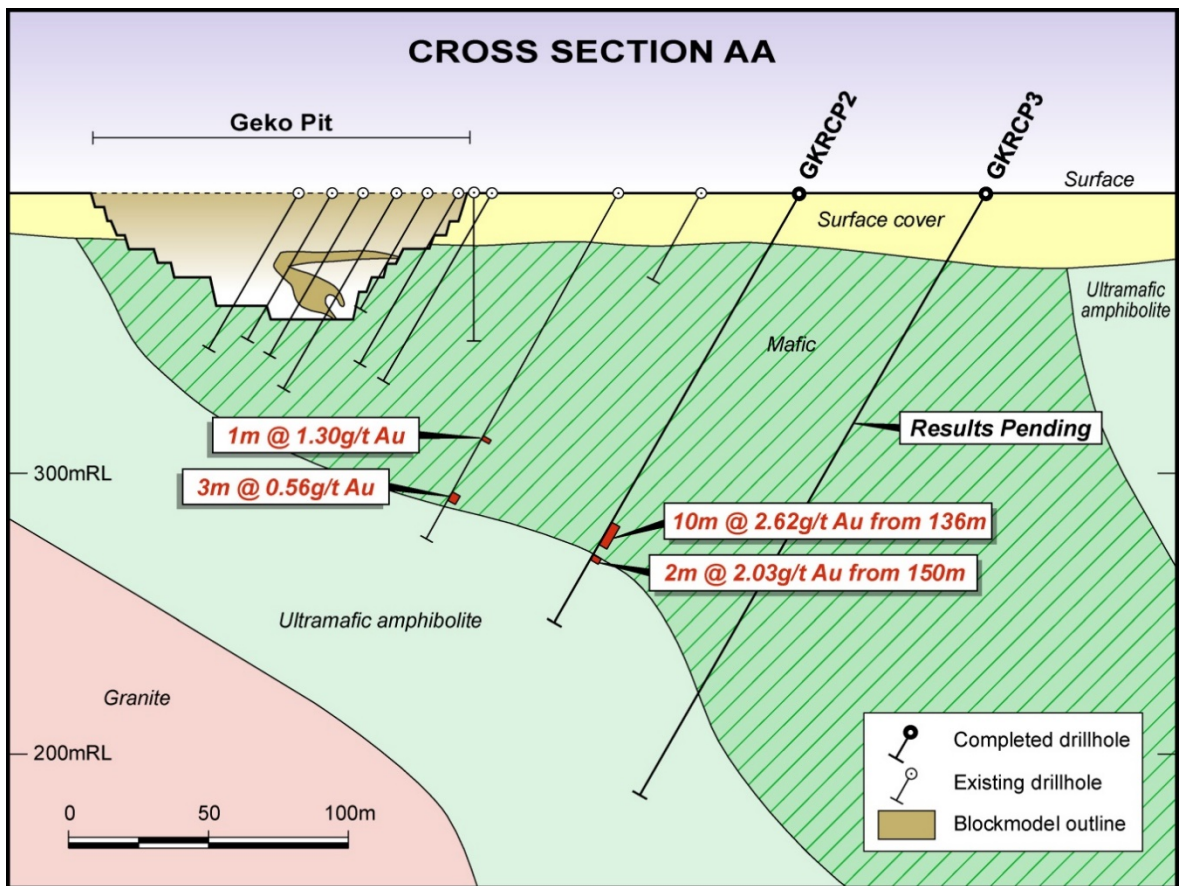 CROSS SECTION AA
Geko Pit
GKRCP2
GKRCP3
Surface
Surface cover
Ultramafic
amphibolite
Mafic
1m @ 1.30g/t Au
Results Pending
300mRL
3m @ 0.56g/t Au
10m @ 2.62g/t Au from 136m
2m @ 2.03g/t Au from 150m
Ultramafic amphibolite
Granite
200mRL
0 50 100m
Completed drillhole
Existing drillhole
Blockmodel outline